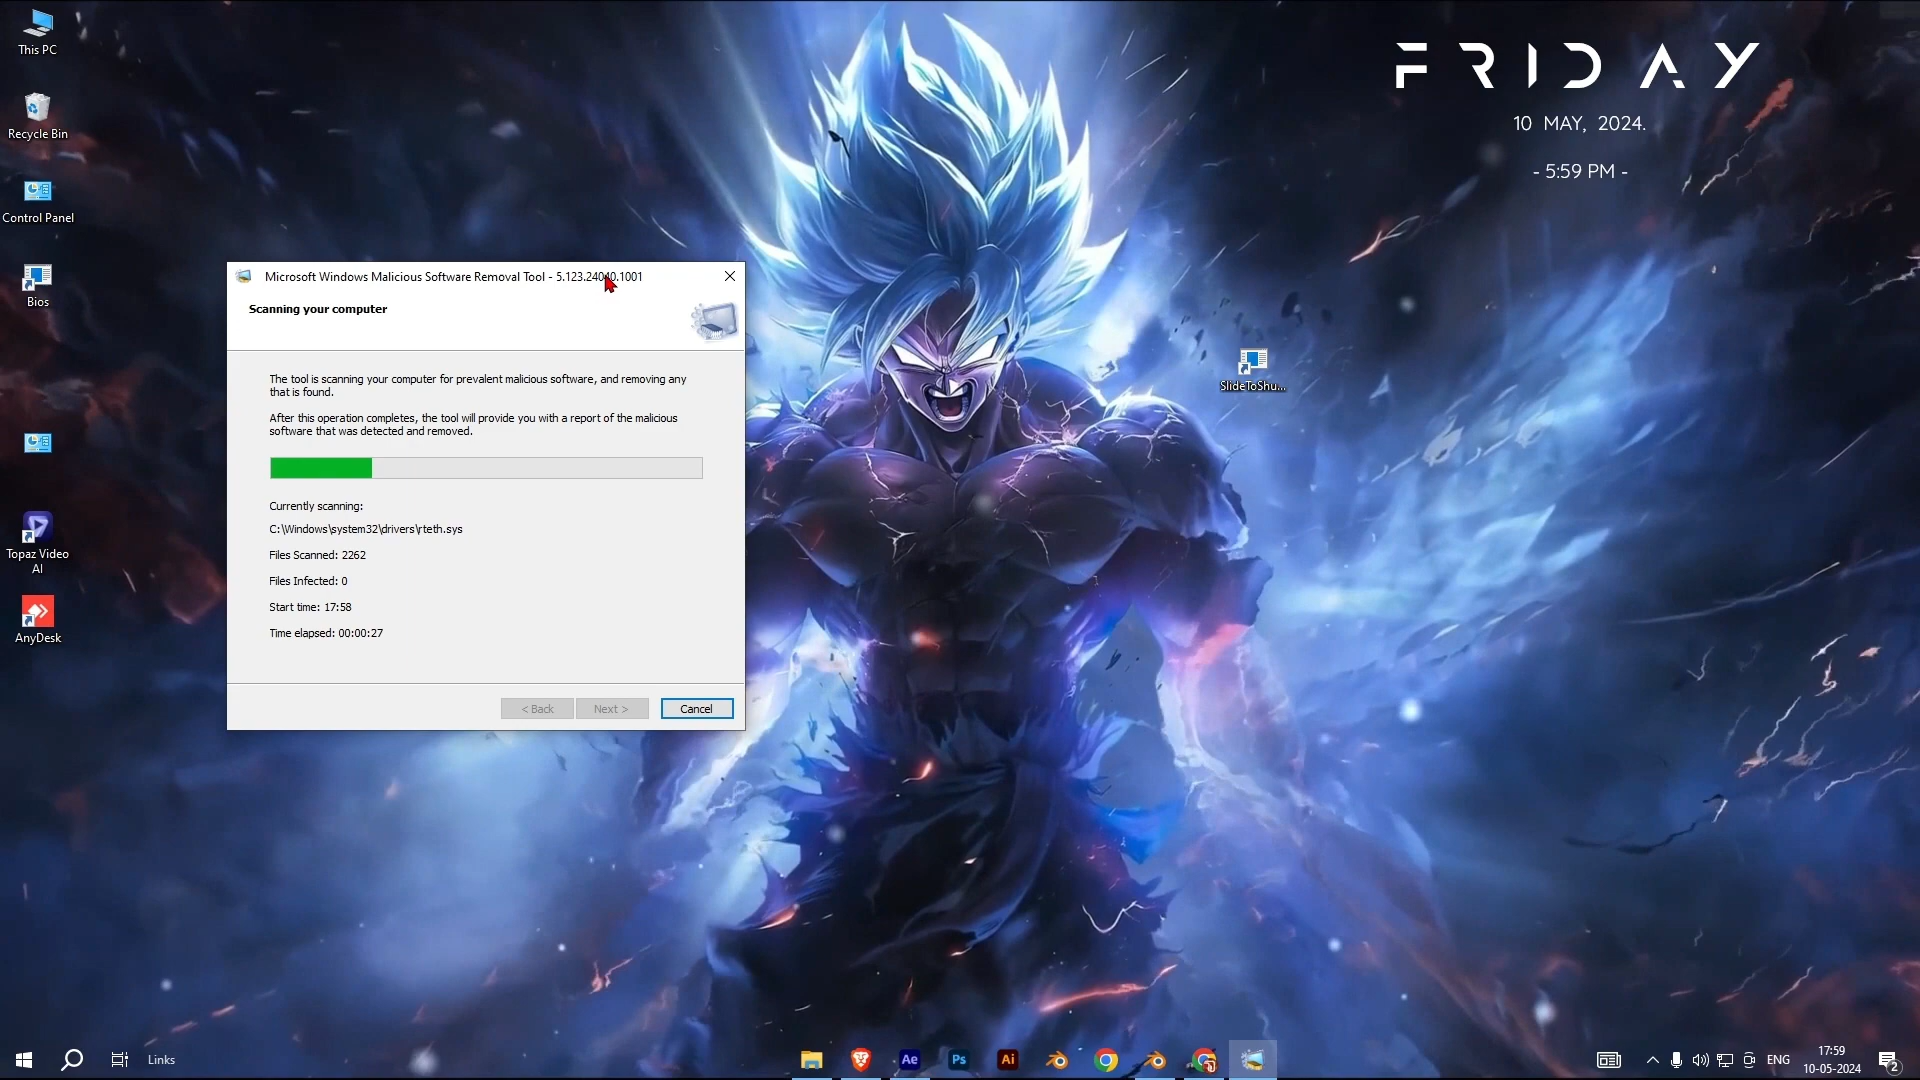 This PC
Recycle Bin
Control Panel
Bios
Topaz Video
AI
AnyDesk
FRIDAY
10 MAY, 2024.
- 5:59 PM -
SlideToShu...
Microsoft Windows Malicious Software Removal Tool - 5.123.24040.1001
Scanning your computer
The tool is scanning your computer for prevalent malicious software, and removing any
that is found.
After this operation completes, the tool will provide you with a report of the malicious
software that was detected and removed.
Currently scanning:
C:\Windows\system32\drivers\rteth.sys
Files Scanned: 2262
Files Infected: 0
Start time: 17:58
Time elapsed: 00:00:27
< Back
Next >
Cancel
Links
Ae
Ps
Ai
ENG
17:59
10-05-2024
2